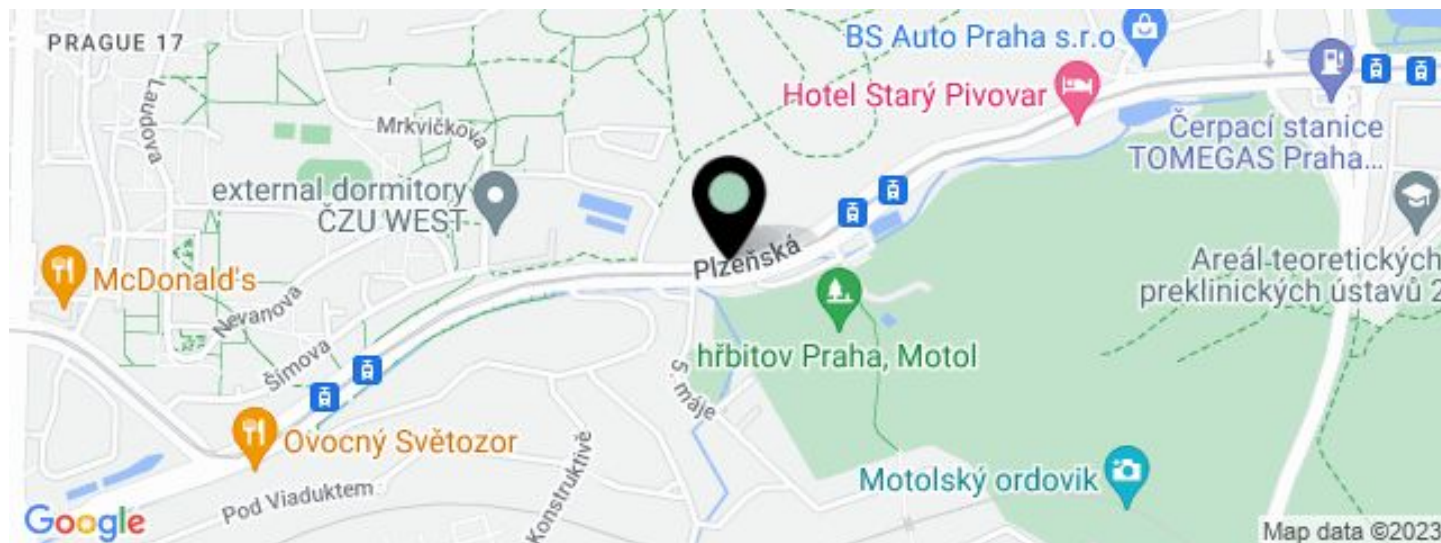 PRAGUE 17
BS Auto Praha s.r.o
Hotel Starý Pivovar
Laudova
Mrkvičkova
Čerpací stanice
TOMEGAS Praha...
external dormitory
ČZU WEST
Plzeňská
McDonald's
Nevanova
Areál teoretických
preklinických ústavů 2
Šímova
hřbitov Praha, Motol
5. máje
Ovocný Světozor
Motolský ordovik
Pod Viaduktem
Konstruktivě
Google
Map data ©2023